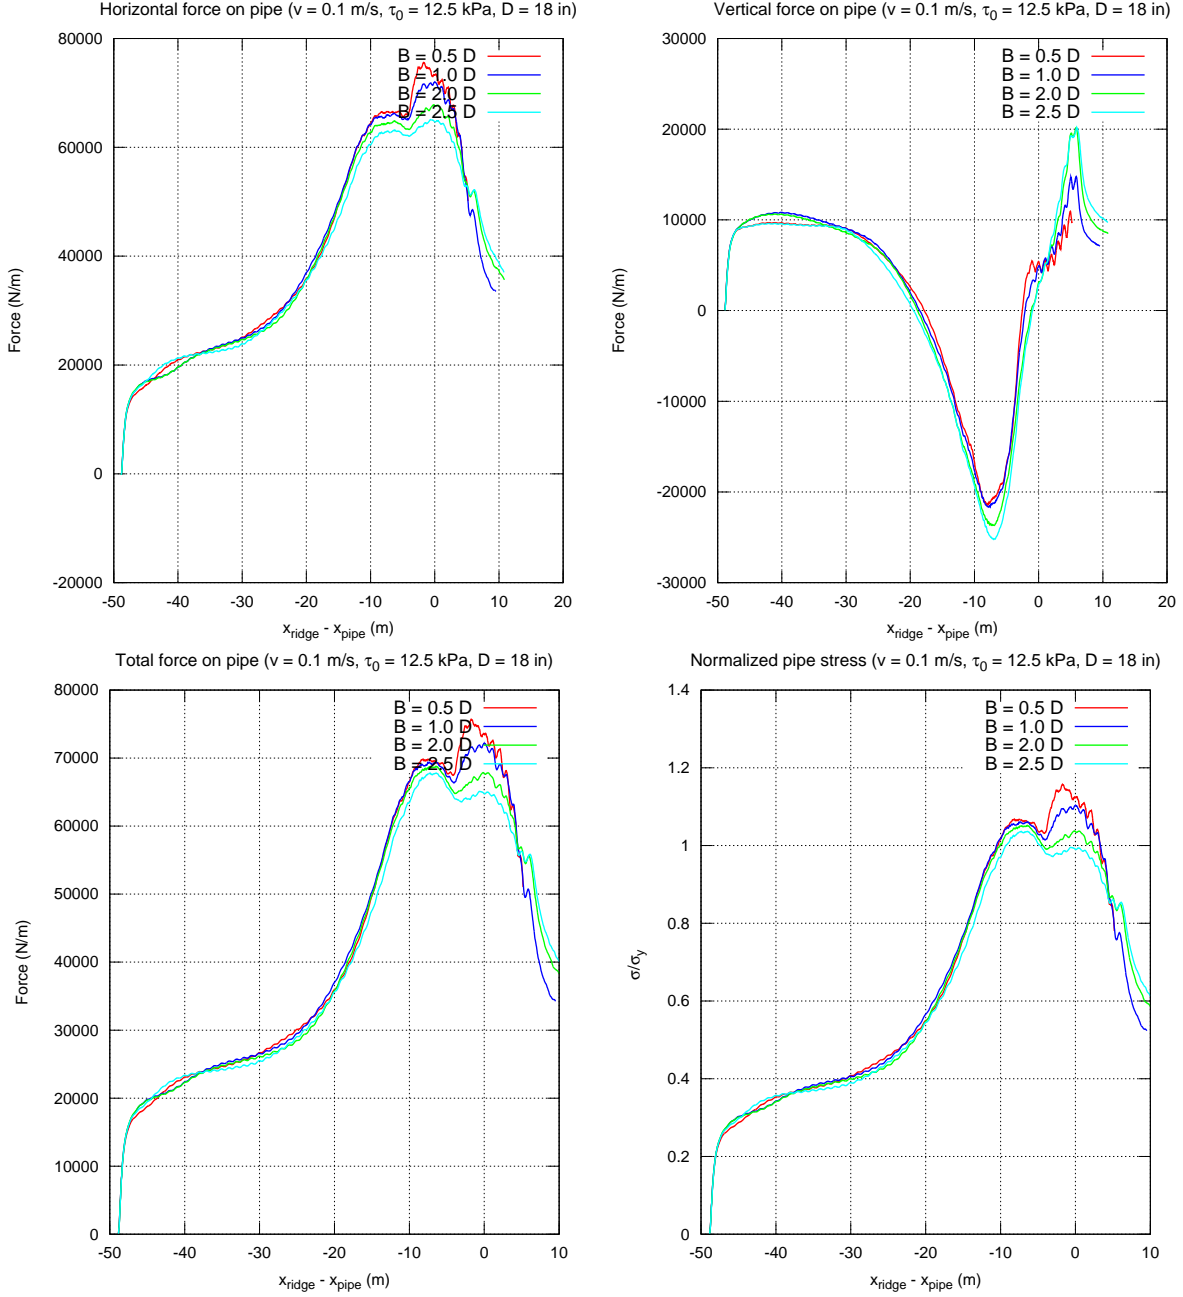 Horizontal force on pipe (v = 0.1 m/s, τ0 = 12.5 kPa, D = 18 in)
80000
60000
40000
20000
0
-20000
Force (N/m)
B = 0.5 D
B = 1.0 D
B = 2.0 D
B = 2.5 D
-50 -40 -30 -20 -10 0 10 20
xridge - xpipe (m)
Vertical force on pipe (v = 0.1 m/s, τ0 = 12.5 kPa, D = 18 in)
30000
20000
10000
0
-10000
-20000
-30000
Force (N/m)
B = 0.5 D
B = 1.0 D
B = 2.0 D
B = 2.5 D
-50 -40 -30 -20 -10 0 10 20
xridge - xpipe (m)
Total force on pipe (v = 0.1 m/s, τ0 = 12.5 kPa, D = 18 in)
80000
70000
60000
50000
40000
30000
20000
10000
0
Force (N/m)
B = 0.5 D
B = 1.0 D
B = 2.0 D
B = 2.5 D
-50 -40 -30 -20 -10 0 10
xridge - xpipe (m)
Normalized pipe stress (v = 0.1 m/s, τ0 = 12.5 kPa, D = 18 in)
1.4
1.2
1
0.8
0.6
0.4
0.2
0
σ/σy
B = 0.5 D
B = 1.0 D
B = 2.0 D
B = 2.5 D
-50 -40 -30 -20 -10 0 10
xridge - xpipe (m)